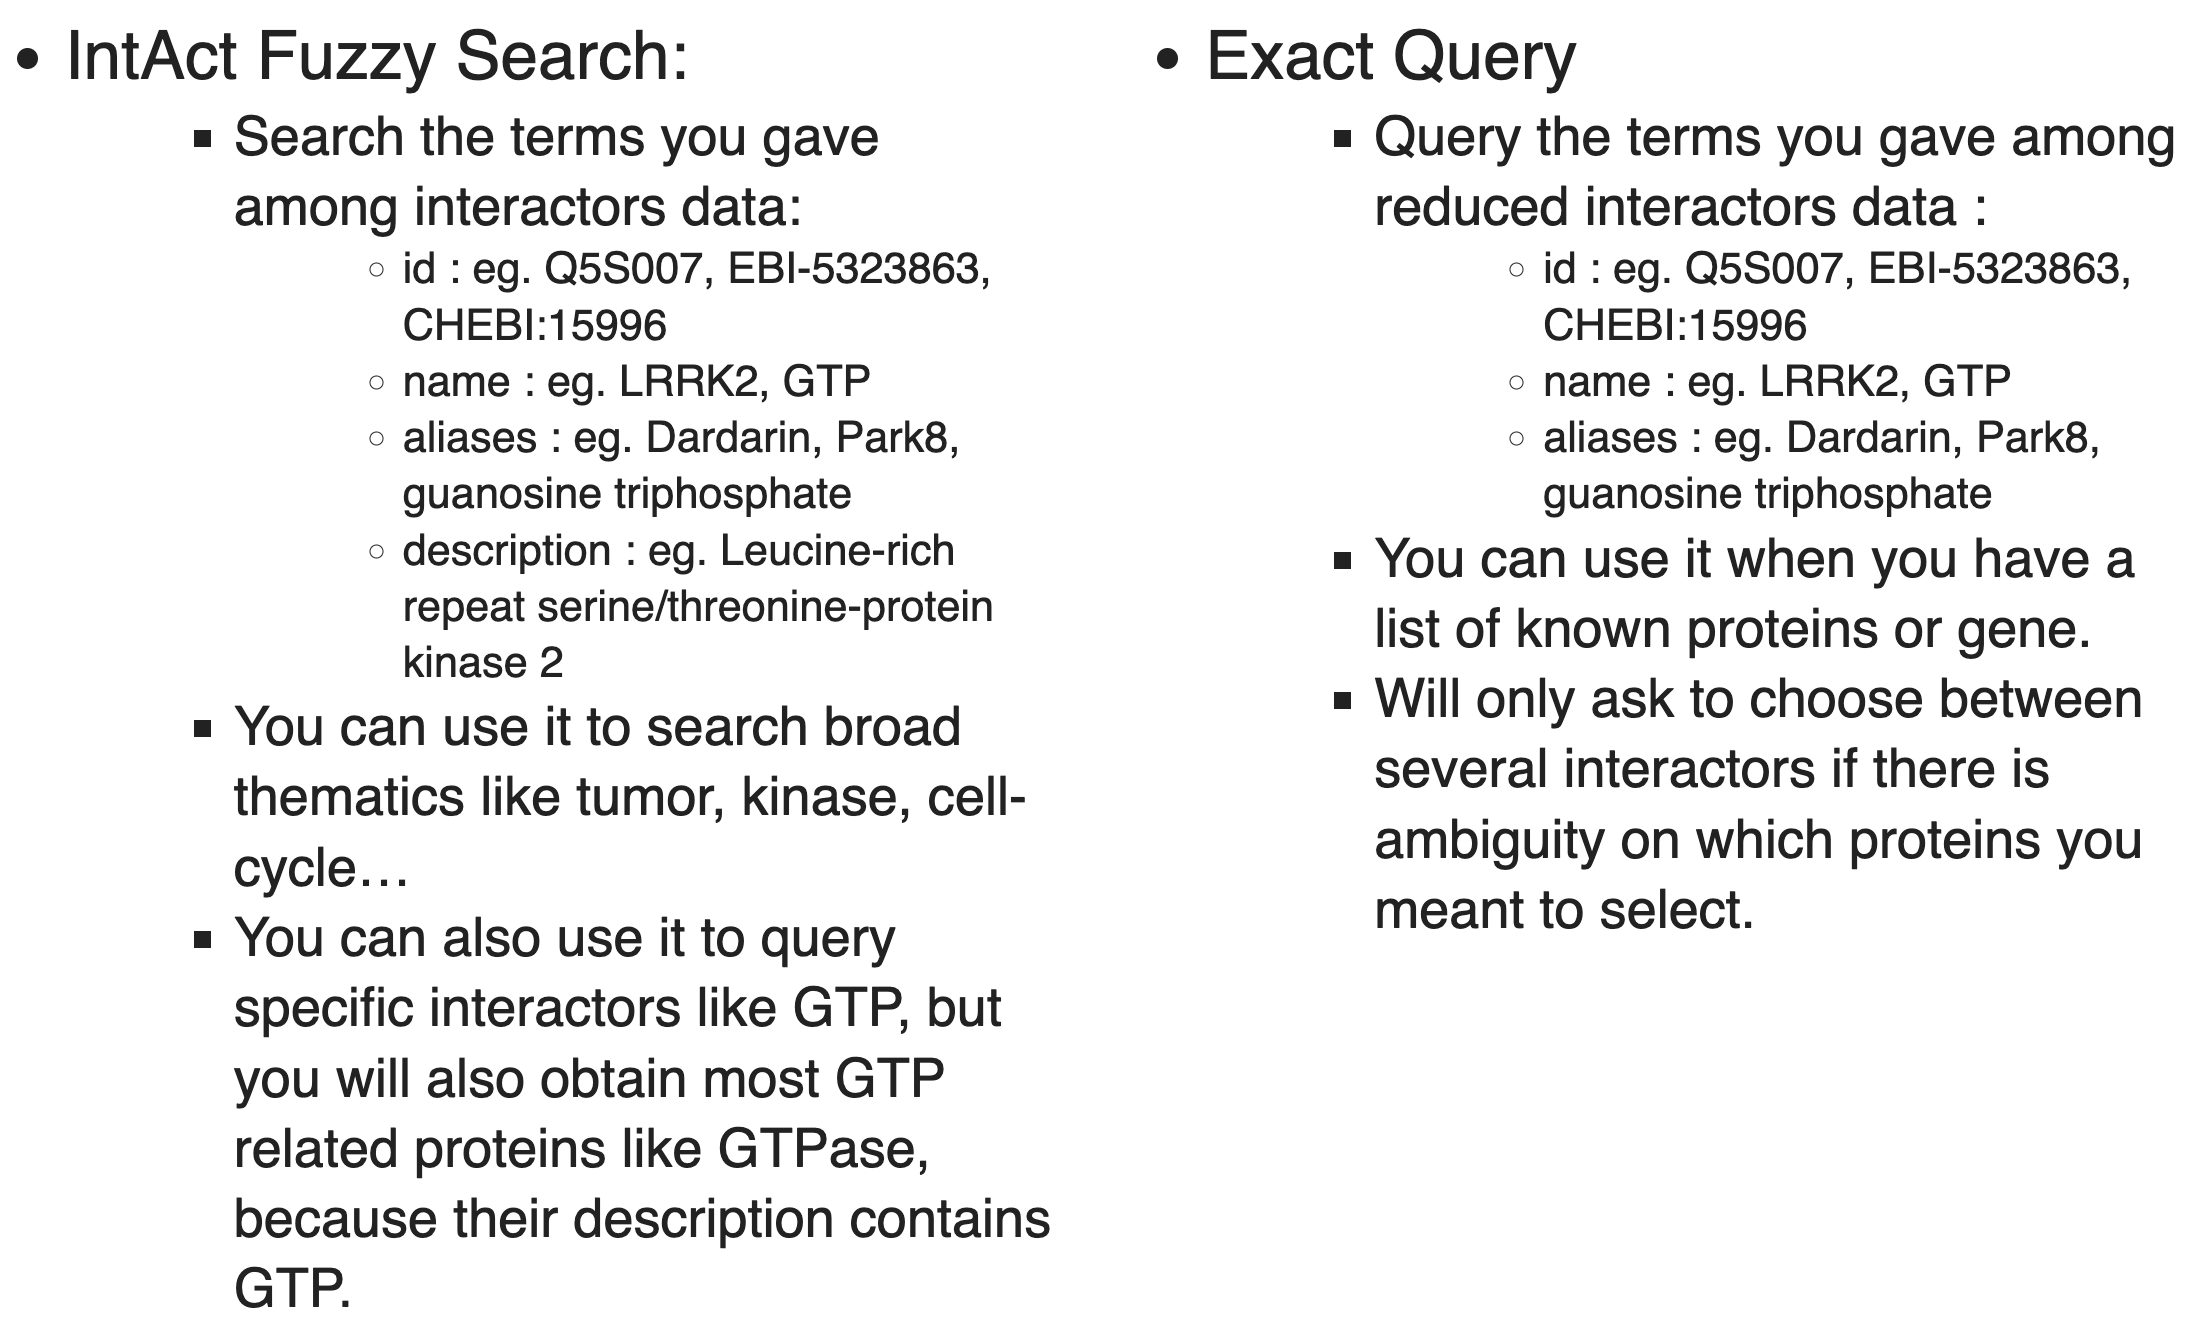 • IntAct Fuzzy Search:
▪ Search the terms you gave
among interactors data:
◦ id : eg. Q5S007, EBI-5323863,
CHEBI:15996
◦ name : eg. LRRK2, GTP
◦ aliases : eg. Dardarin, Park8,
guanosine triphosphate
◦ description : eg. Leucine-rich
repeat serine/threonine-protein
kinase 2
▪ You can use it to search broad
thematics like tumor, kinase, cell-
cycle…
▪ You can also use it to query
specific interactors like GTP, but
you will also obtain most GTP
related proteins like GTPase,
because their description contains
GTP.
• Exact Query
▪ Query the terms you gave among
reduced interactors data :
◦ id : eg. Q5S007, EBI-5323863,
CHEBI:15996
◦ name : eg. LRRK2, GTP
◦ aliases : eg. Dardarin, Park8,
guanosine triphosphate
▪ You can use it when you have a
list of known proteins or gene.
▪ Will only ask to choose between
several interactors if there is
ambiguity on which proteins you
meant to select.